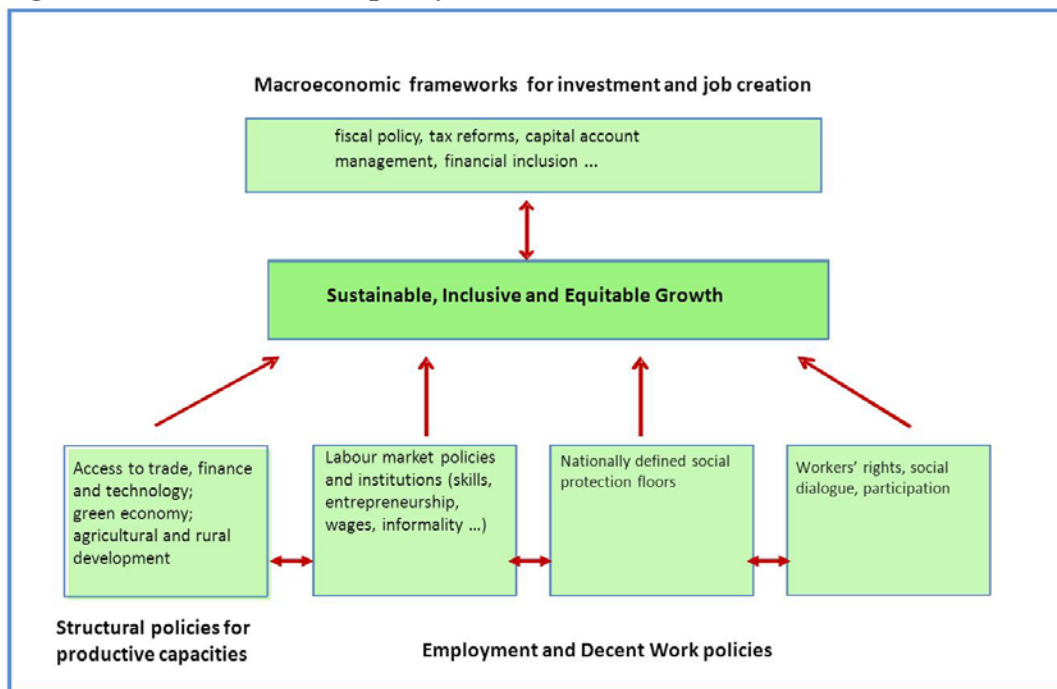 Macroeconomic frameworks for investment and job creation
fiscal policy, tax reforms, capital account
management, financial inclusion ...
Sustainable, Inclusive and Equitable Growth
Access to trade, finance
and technology;
green economy;
agricultural and rural
development
Labour market policies
and institutions (skills,
entrepreneurship,
wages, informality ...)
Nationally defined social
protection floors
Workers’ rights, social
dialogue, participation
Structural policies for
productive capacities
Employment and Decent Work policies